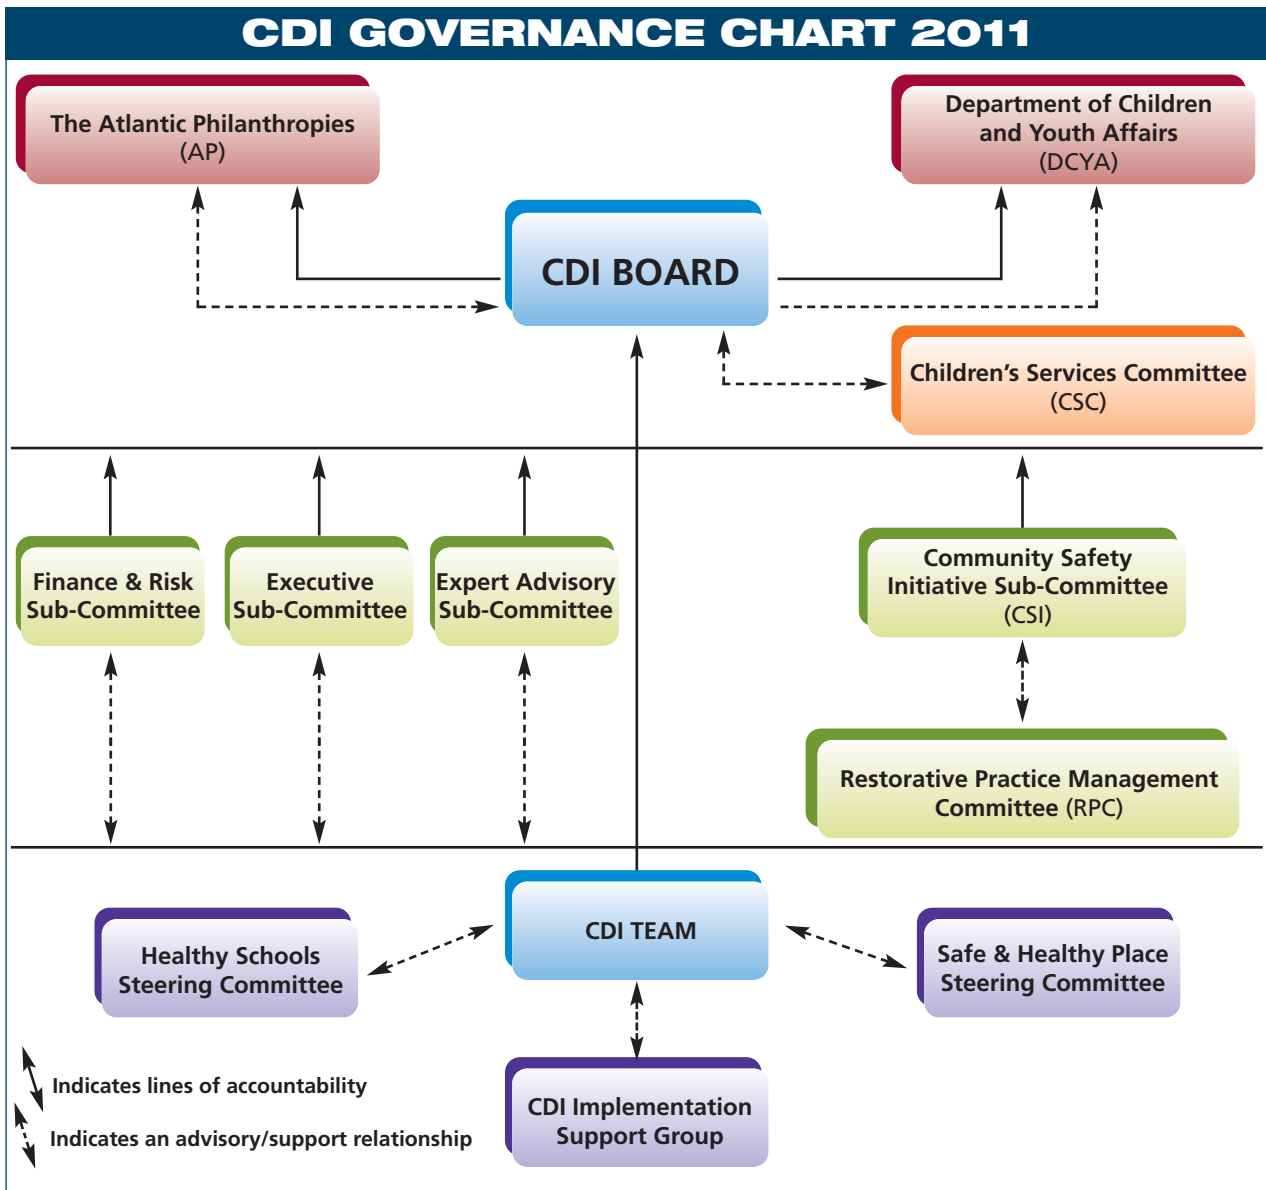 CDI GOVERNANCE CHART 2011
The Atlantic Philanthropies
(AP)
Department of Children
and Youth Affairs
(DCYA)
CDI BOARD
Children’s Services Committee
(CSC)
Finance & Risk
Sub-Committee
Executive
Sub-Committee
Expert Advisory
Sub-Committee
Community Safety
Initiative Sub-Committee
(CSI)
Restorative Practice Management
Committee (RPC)
CDI TEAM
Healthy Schools
Steering Committee
Safe & Healthy Place
Steering Committee
CDI Implementation
Support Group
Indicates lines of accountability
Indicates an advisory/support relationship